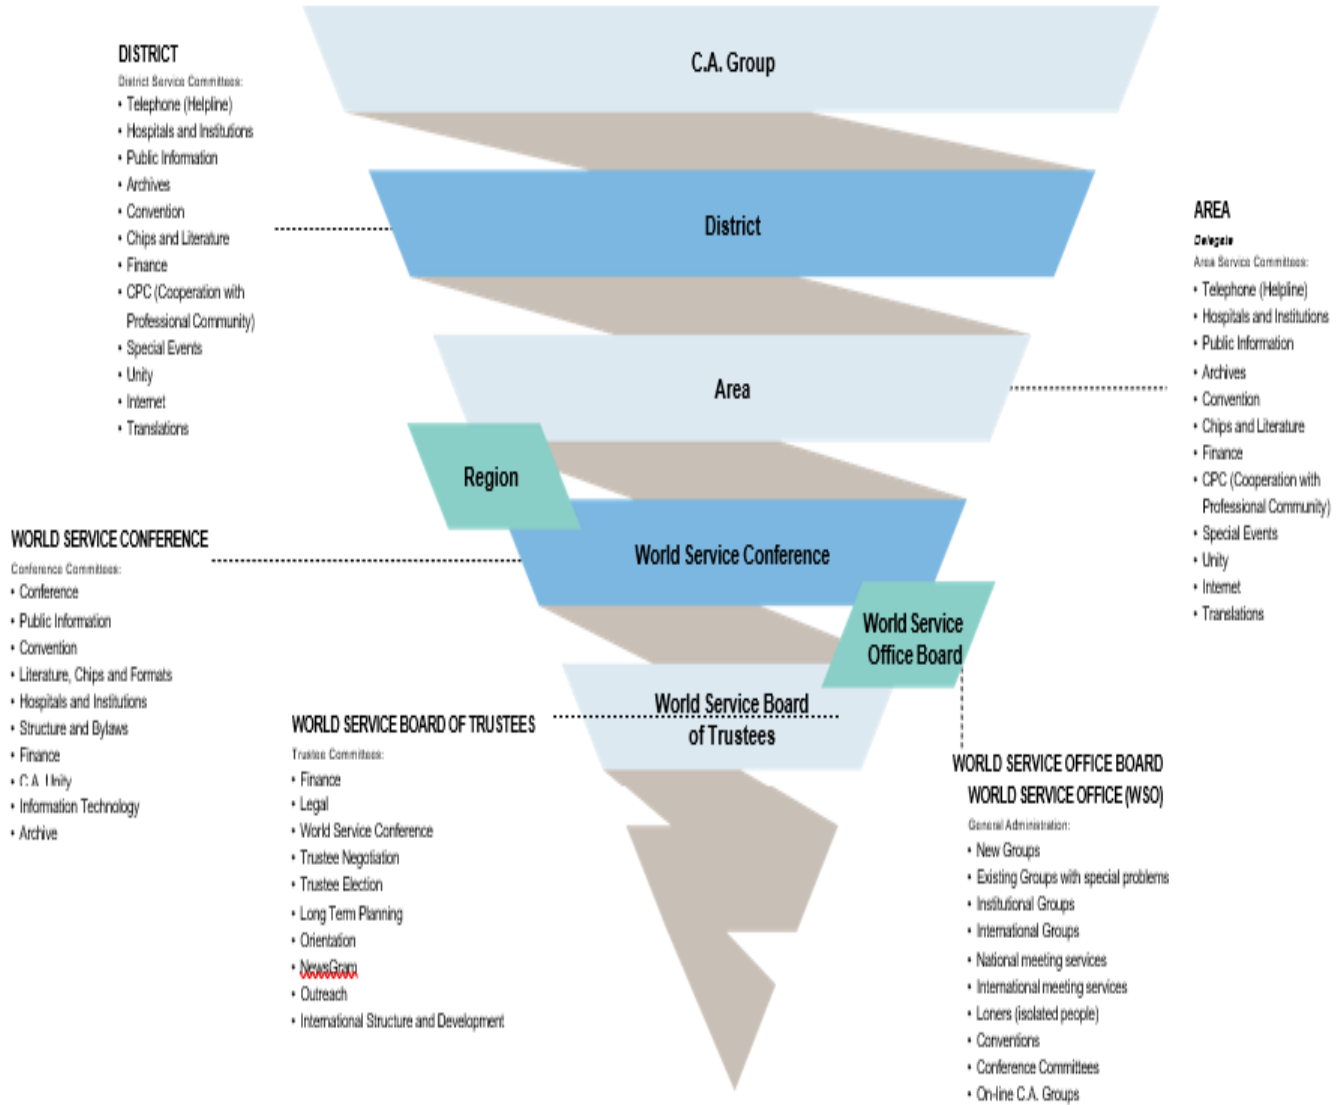 C.A. Group
District
Area
Region
World Service Conference
World Service
Office Board
World Service Board
of Trustees
DISTRICT
District Service Committees:
• Telephone (Helpline)
• Hospitals and Institutions
• Public Information
• Archives
• Convention
• Chips and Literature
• Finance
• CPC (Cooperation with
Professional Community)
• Special Events
• Unity
• Internet
• Translations
AREA
Delegate
Area Service Committees:
• Telephone (Helpline)
• Hospitals and Institutions
• Public Information
• Archives
• Convention
• Chips and Literature
• Finance
• CPC (Cooperation with
Professional Community)
• Special Events
• Unity
• Internet
• Translations
WORLD SERVICE CONFERENCE
Conference Committees:
• Conference
• Public Information
• Convention
• Literature, Chips and Formats
• Hospitals and Institutions
• Structure and Bylaws
• Finance
• C.A. Unity
• Information Technology
• Archive
WORLD SERVICE BOARD OF TRUSTEES
Trustee Committees:
• Finance
• Legal
• World Service Conference
• Trustee Negotiation
• Trustee Election
• Long Term Planning
• Orientation
• NewsGram
• Outreach
• International Structure and Development
WORLD SERVICE OFFICE BOARD
WORLD SERVICE OFFICE (WSO)
General Administration:
• New Groups
• Existing Groups with special problems
• Institutional Groups
• International Groups
• National meeting services
• International meeting services
• Loners (isolated people)
• Conventions
• Conference Committees
• On-line C.A. Groups